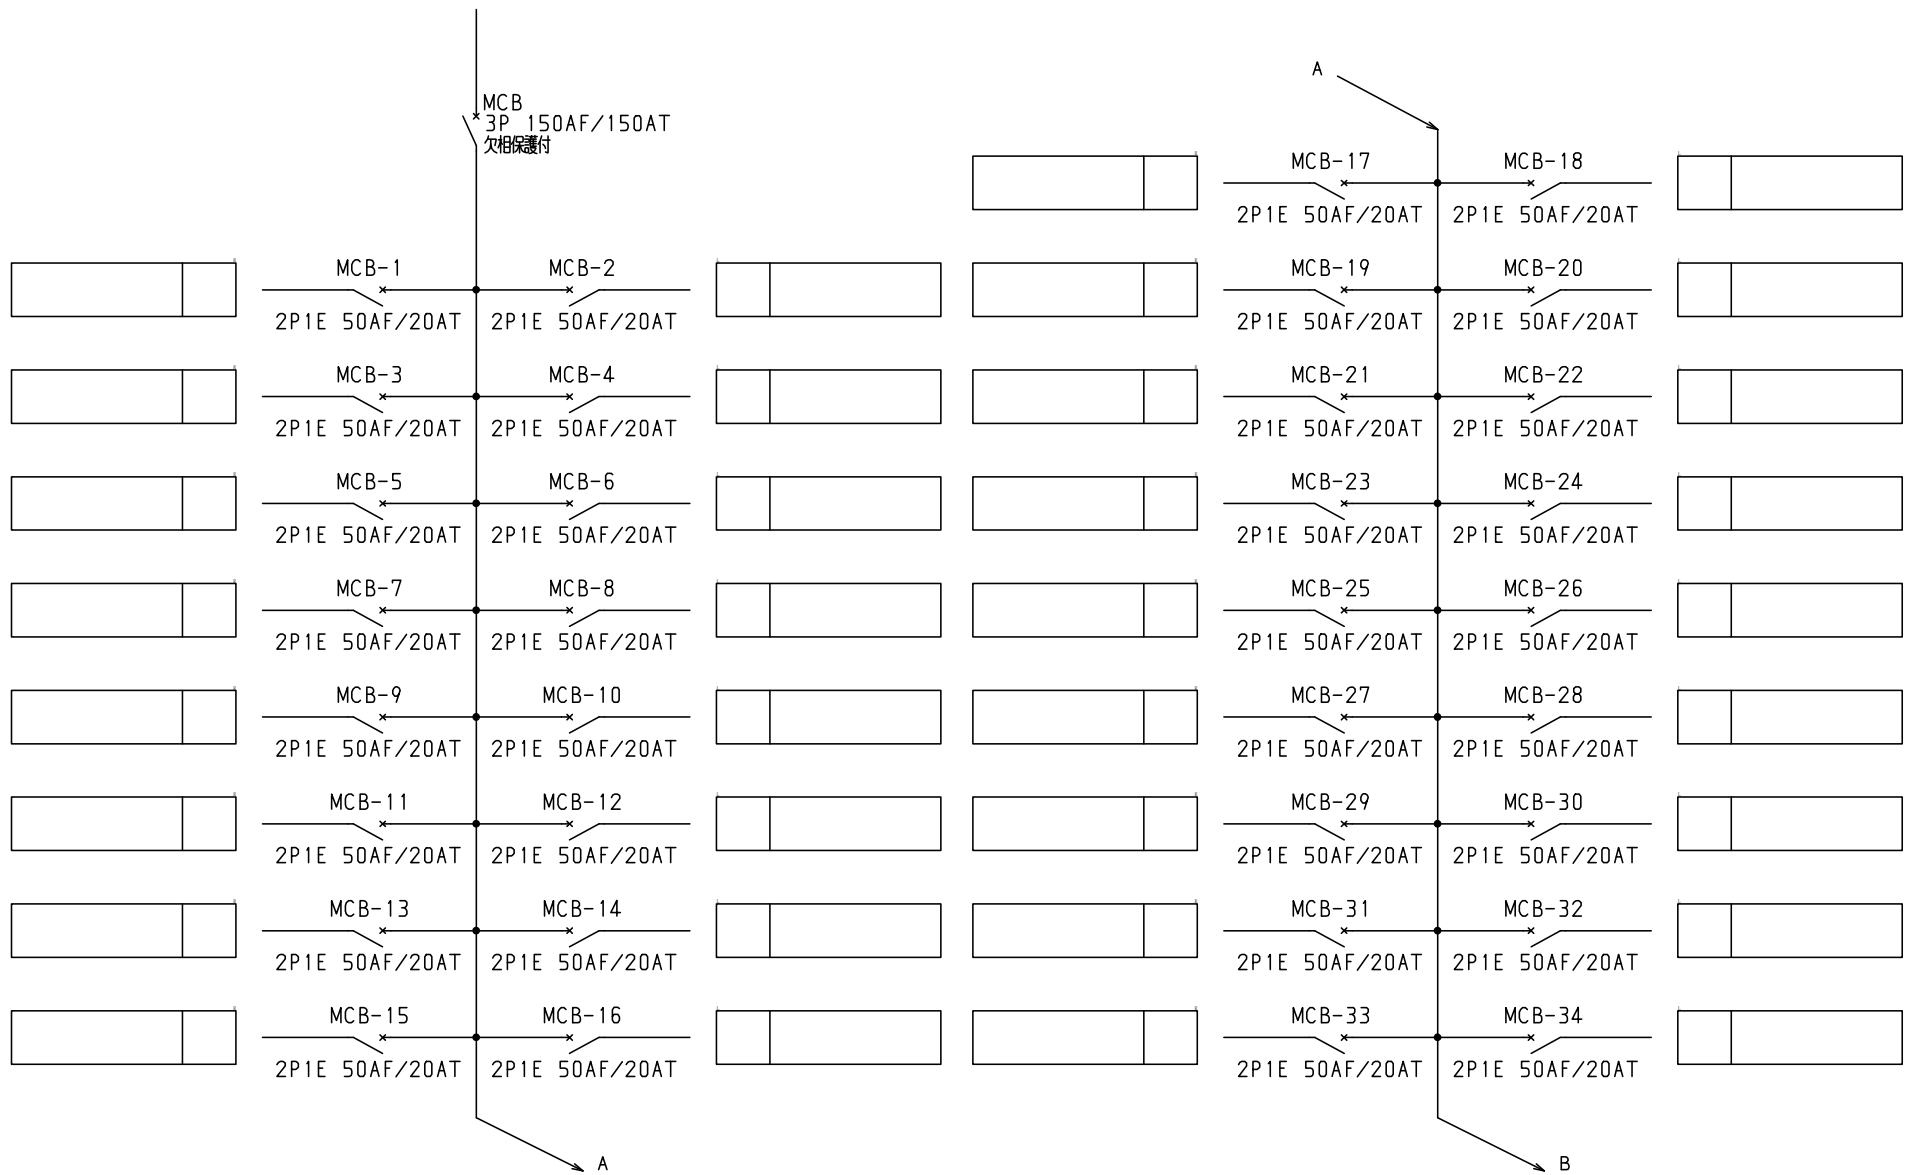 MCB
3P 150AF/150AT
欠相保護付
MCB-1 MCB-2
2P1E 50AF/20AT 2P1E 50AF/20AT
MCB-3 MCB-4
2P1E 50AF/20AT 2P1E 50AF/20AT
MCB-5 MCB-6
2P1E 50AF/20AT 2P1E 50AF/20AT
MCB-7 MCB-8
2P1E 50AF/20AT 2P1E 50AF/20AT
MCB-9 MCB-10
2P1E 50AF/20AT 2P1E 50AF/20AT
MCB-11 MCB-12
2P1E 50AF/20AT 2P1E 50AF/20AT
MCB-13 MCB-14
2P1E 50AF/20AT 2P1E 50AF/20AT
MCB-15 MCB-16
2P1E 50AF/20AT 2P1E 50AF/20AT
A
A
MCB-17 MCB-18
2P1E 50AF/20AT 2P1E 50AF/20AT
MCB-19 MCB-20
2P1E 50AF/20AT 2P1E 50AF/20AT
MCB-21 MCB-22
2P1E 50AF/20AT 2P1E 50AF/20AT
MCB-23 MCB-24
2P1E 50AF/20AT 2P1E 50AF/20AT
MCB-25 MCB-26
2P1E 50AF/20AT 2P1E 50AF/20AT
MCB-27 MCB-28
2P1E 50AF/20AT 2P1E 50AF/20AT
MCB-29 MCB-30
2P1E 50AF/20AT 2P1E 50AF/20AT
MCB-31 MCB-32
2P1E 50AF/20AT 2P1E 50AF/20AT
MCB-33 MCB-34
2P1E 50AF/20AT 2P1E 50AF/20AT
B